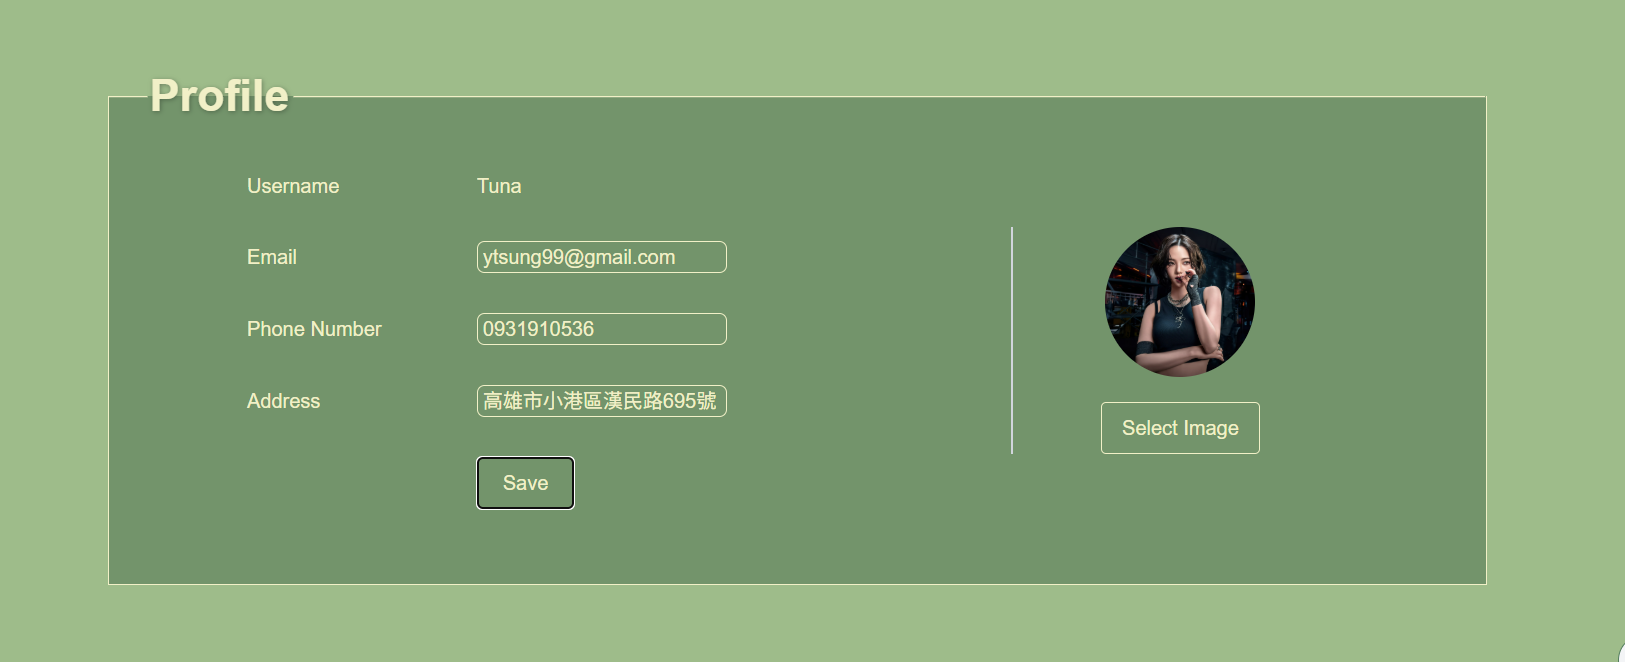 Profile
Username
Tuna
Email
ytsung99@gmail.com
Phone Number
0931910536
Address
高雄市小港區漢民路695號
Save
Select Image